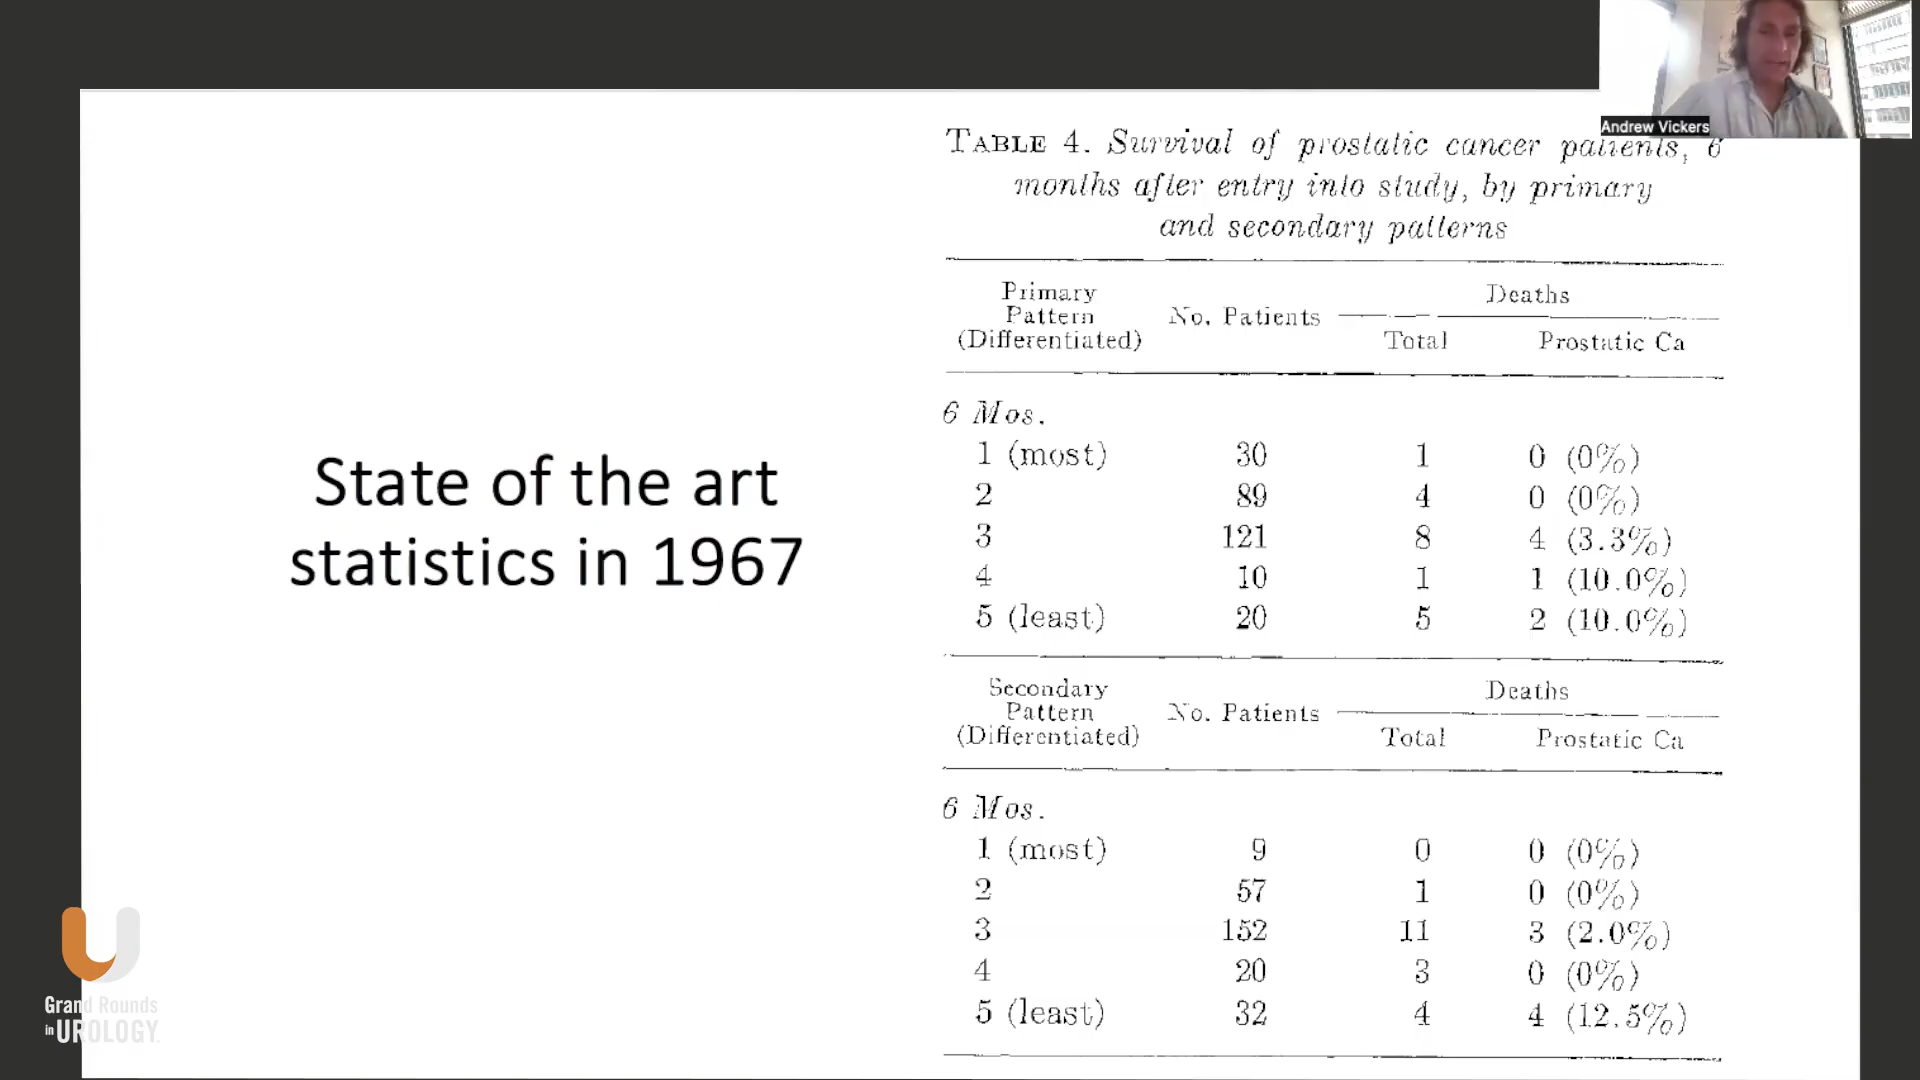 Andrew Vickers
State of the art
statistics in 1967
TABLE 4. Survival of prostatic cancer patients, 6
months after entry into study, by primary
and secondary patterns
Primary
Pattern
(Differentiated)
No. Patients
Deaths
Total
Prostatic Ca
6 Mos.
1 (most) 30 1 0 (0%)
2 89 4 0 (0%)
3 121 8 4 (3.3%)
4 10 1 1 (10.0%)
5 (least) 20 5 2 (10.0%)
Secondary
Pattern
(Differentiated)
No. Patients
Deaths
Total
Prostatic Ca
6 Mos.
1 (most) 9 0 0 (0%)
2 57 1 0 (0%)
3 152 11 3 (2.0%)
4 20 3 0 (0%)
5 (least) 32 4 4 (12.5%)
Grand Rounds
in UROLOGY